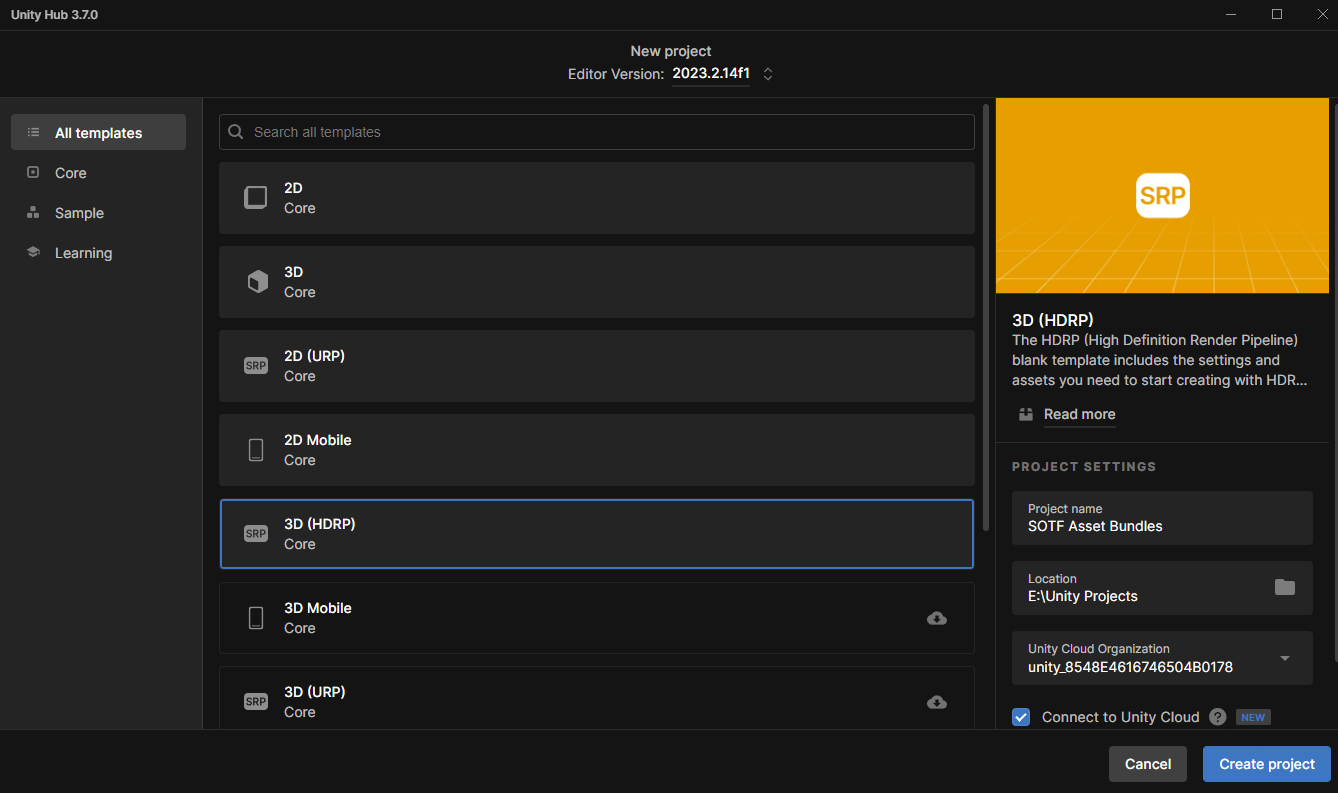 Unity Hub 3.7.0
New project
Editor Version: 2023.2.14f1
All templates
Core
Sample
Learning
Search all templates
2D
Core
3D
Core
SRP
2D (URP)
Core
2D Mobile
Core
SRP
3D (HDRP)
Core
3D Mobile
Core
SRP
3D (URP)
Core
SRP
3D (HDRP)
The HDRP (High Definition Render Pipeline)
blank template includes the settings and
assets you need to start creating with HDR...
Read more
PROJECT SETTINGS
Project name
SOTF Asset Bundles
Location
E:\Unity Projects
Unity Cloud Organization
unity_8548E4616746504B0178
Connect to Unity Cloud ? NEW
Cancel
Create project